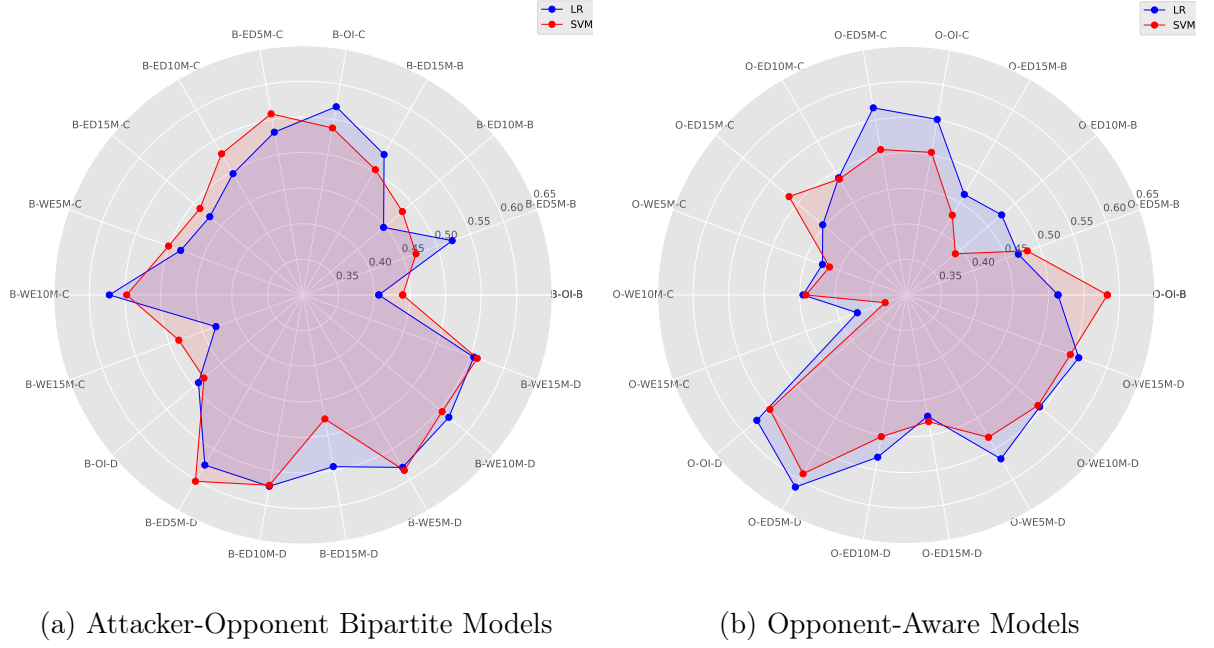 LR
SVM
B-ED5M-C
B-OI-C
B-ED10M-C
B-ED15M-B
B-ED15M-C
B-ED10M-B
B-WE5M-C
B-ED5M-B
0.35
0.40
0.45
0.50
0.55
0.60
0.65
B-WE10M-C
B-OI-B
B-WE15M-C
B-WE15M-D
B-OI-D
B-WE10M-D
B-ED5M-D
B-WE5M-D
B-ED10M-D
B-ED15M-D
(a) Attacker-Opponent Bipartite Models
LR
SVM
O-ED5M-C
O-OI-C
O-ED10M-C
O-ED15M-B
O-ED15M-C
O-ED10M-B
O-WE5M-C
O-ED5M-B
0.35
0.40
0.45
0.50
0.55
0.60
0.65
O-WE10M-C
O-OI-B
O-WE15M-C
O-WE15M-D
O-OI-D
O-WE10M-D
O-ED5M-D
O-WE5M-D
O-ED10M-D
O-ED15M-D
(b) Opponent-Aware Models